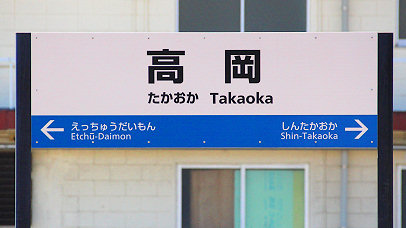 高岡
たかおか Takaoka
← えっちゅうだいもん しんたかおか →
Etchū-Daimon Shin-Takaoka